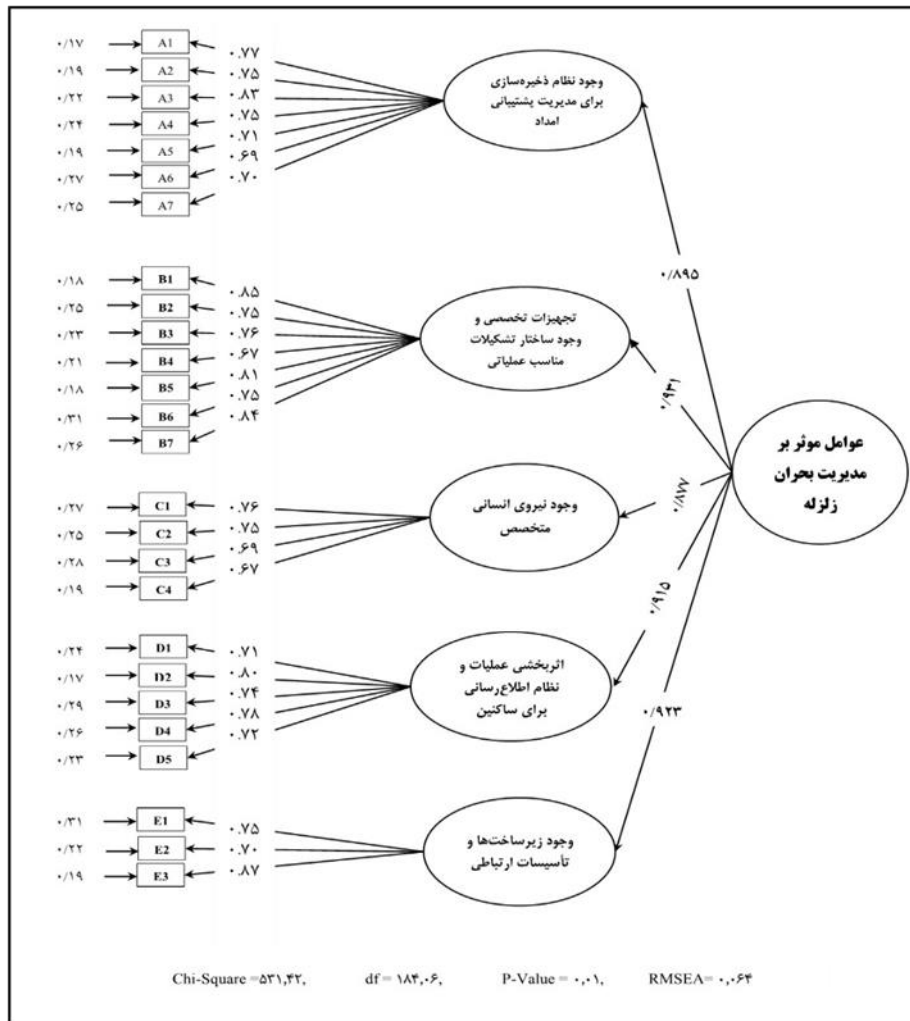 ۰/۱۷ A1 ۰.۷۷
۰/۱۹ A2 ۰.۷۵
۰/۲۲ A3 ۰.۸۳
۰/۲۴ A4 ۰.۷۵
۰/۱۹ A5 ۰.۷۱
۰/۲۷ A6 ۰.۶۹
۰/۲۵ A7 ۰.۷۰
وجود نظام ذخیره‌سازی
برای مدیریت پشتیبانی
امداد
۰/۸۹۵
۰/۱۸ B1 ۰.۸۵
۰/۲۵ B2 ۰.۷۵
۰/۲۳ B3 ۰.۷۶
۰/۲۱ B4 ۰.۶۷
۰/۱۸ B5 ۰.۸۱
۰/۳۱ B6 ۰.۷۵
۰/۲۶ B7 ۰.۸۴
تجهیزات تخصصی و
وجود ساختار تشکیلات
مناسب عملیاتی
۰/۹۳۱
عوامل موثر بر
مدیریت بحران
زلزله
۰/۲۷ C1 ۰.۷۶
۰/۲۵ C2 ۰.۷۵
۰/۲۸ C3 ۰.۶۹
۰/۱۹ C4 ۰.۶۷
وجود نیروی انسانی
متخصص
۰/۸۷۷
۰/۲۴ D1 ۰.۷۱
۰/۱۷ D2 ۰.۸۰
۰/۲۹ D3 ۰.۷۴
۰/۲۶ D4 ۰.۷۸
۰/۲۳ D5 ۰.۷۲
اثربخشی عملیات و
نظام اطلاع‌رسانی
برای ساکنین
۰/۹۱۵
۰/۳۱ E1 ۰.۷۵
۰/۲۲ E2 ۰.۷۰
۰/۱۹ E3 ۰.۸۷
وجود زیرساخت‌ها و
تأسیسات ارتباطی
۰/۹۲۳
Chi-Square =۵۳۱,۴۲, df = ۱۸۴,۰۶, P-Value = ۰,۰۱, RMSEA= ۰,۰۶۴